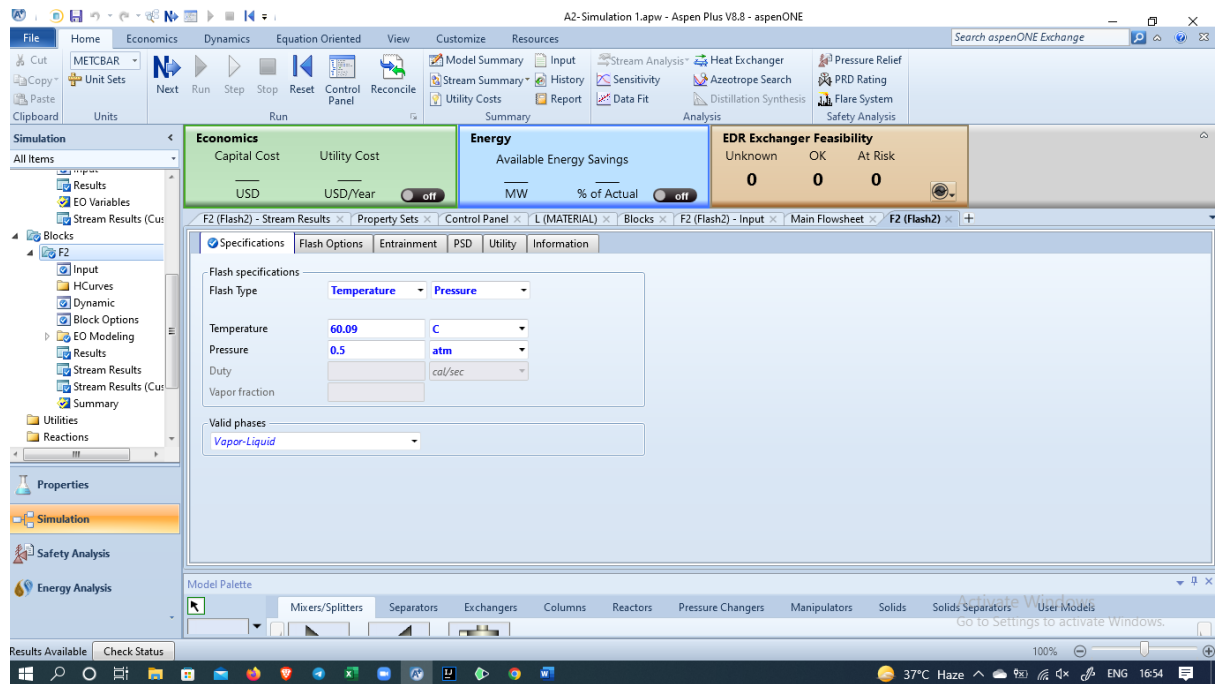 A2-Simulation 1.apw - Aspen Plus V8.8 - aspenONE
File Home Economics Dynamics Equation Oriented View Customize Resources Search aspenONE Exchange
Cut METCBAR Model Summary Input Stream Analysis Heat Exchanger Pressure Relief
Copy Unit Sets Next Run Step Stop Reset Control Panel Reconcile Stream Summary History Sensitivity Azeotrope Search PRD Rating
Paste Utility Costs Report Data Fit Distillation Synthesis Flare System
Clipboard Units Run Summary Analysis Safety Analysis
Simulation
All Items
Economics
Capital Cost Utility Cost
USD USD/Year off
Energy
Available Energy Savings
MW % of Actual off
EDR Exchanger Feasibility
Unknown OK At Risk
0 0 0
Results
EO Variables
Stream Results (Cus
Blocks
F2
Input
HCurves
Dynamic
Block Options
EO Modeling
Results
Stream Results
Stream Results (Cus
Summary
Utilities
Reactions
Properties
Simulation
Safety Analysis
Energy Analysis
F2 (Flash2) - Stream Results Property Sets Control Panel L (MATERIAL) Blocks F2 (Flash2) - Input Main Flowsheet F2 (Flash2) +
Specifications Flash Options Entrainment PSD Utility Information
Flash specifications
Flash Type Temperature Pressure
Temperature 60.09 C
Pressure 0.5 atm
Duty cal/sec
Vapor fraction
Valid phases
Vapor-Liquid
Model Palette
Mixers/Splitters Separators Exchangers Columns Reactors Pressure Changers Manipulators Solids Solids Separators User Models
Activate Windows
Go to Settings to activate Windows.
Results Available Check Status 100%
37°C Haze ENG 16:54